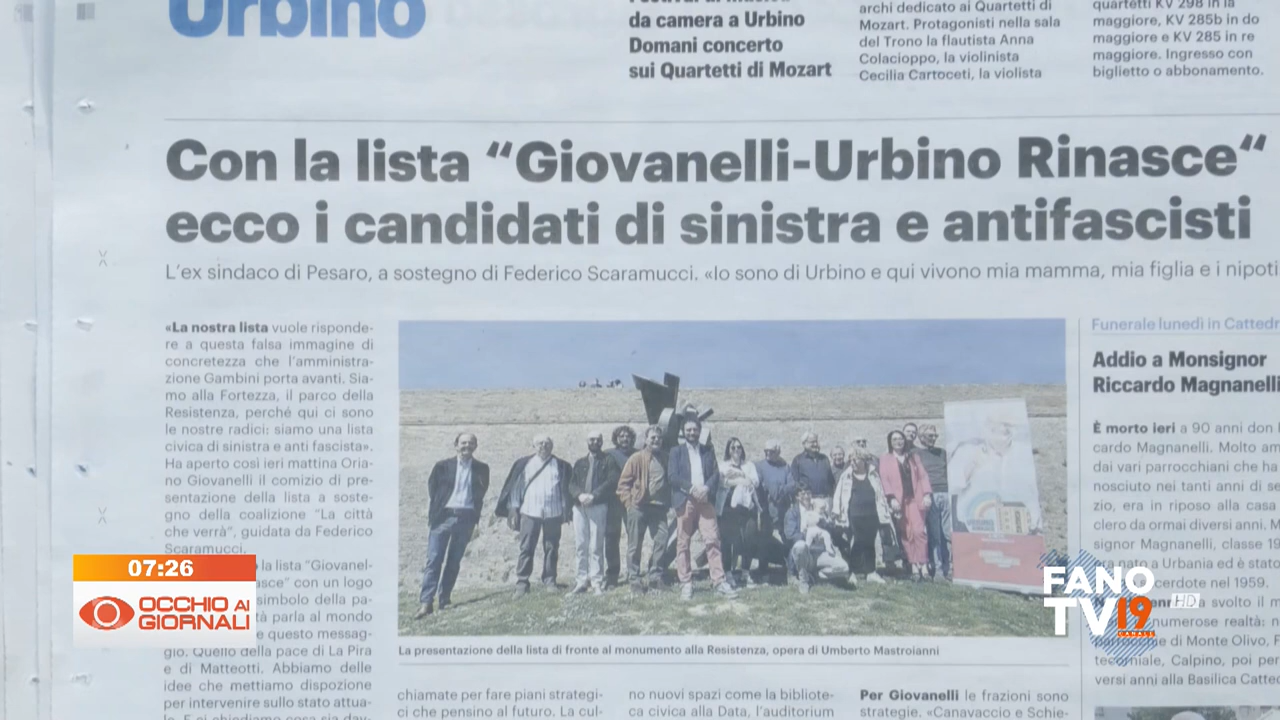 Urbino
da camera a Urbino
Domani concerto
sui Quartetti di Mozart
archi dedicato ai Quartetti di
Mozart. Protagonisti nella sala
del Trono la flautista Anna
Colacioppo, la violinista
Cecilia Cartoceti, la violista
quartetti KV 298 in la
maggiore, KV 285b in do
maggiore e KV 285 in re
maggiore. Ingresso con
biglietto o abbonamento.
Con la lista “Giovanelli-Urbino Rinasce“
ecco i candidati di sinistra e antifascisti
L’ex sindaco di Pesaro, a sostegno di Federico Scaramucci. «Io sono di Urbino e qui vivono mia mamma, mia figlia e i nipoti
«La nostra lista vuole risponde-
re a questa falsa immagine di
concretezza che l’amministra-
zione Gambini porta avanti. Sia-
mo alla Fortezza, il parco della
Resistenza, perché qui ci sono
le nostre radici: siamo una lista
civica di sinistra e anti fascista».
Ha aperto così ieri mattina Oria-
no Giovanelli il comizio di pre-
sentazione della lista a soste-
gno della coalizione “La città
che verrà“, guidata da Federico
Scaramucci.
la lista “Giovanel-
asce“ con un logo
simbolo della pa-
tà parla al mondo
e questo messag-
gio. Quello della pace di La Pira
e di Matteotti. Abbiamo delle
idee che mettiamo dispozione
per intervenire sullo stato attua-
La presentazione della lista di fronte al monumento alla Resistenza, opera di Umberto Mastroianni
chiamate per fare piani strategi-
ci che pensino al futuro. La cul-
no nuovi spazi come la bibliote-
ca civica alla Data, l’auditorium
Per Giovanelli le frazioni sono
strategie. «Canavaccio e Schie-
Funerale lunedì in Cattedr
Addio a Monsignor
Riccardo Magnanelli
È morto ieri a 90 anni don
cardo Magnanelli. Molto am
dai vari parrocchiani che ha
nosciuto nei tanti anni di se
zio, era in riposo alla casa
clero da ormai diversi anni. M
signor Magnanelli, classe 19
nato a Urbania ed è stato
cerdote nel 1959.
a svolto il m
numerose realtà: n
di Monte Olivo, P
Calpino, poi per
versi anni alla Basilica Catted
07:26
OCCHIO AI
GIORNALI
FANO
TV19 HD
CANALE